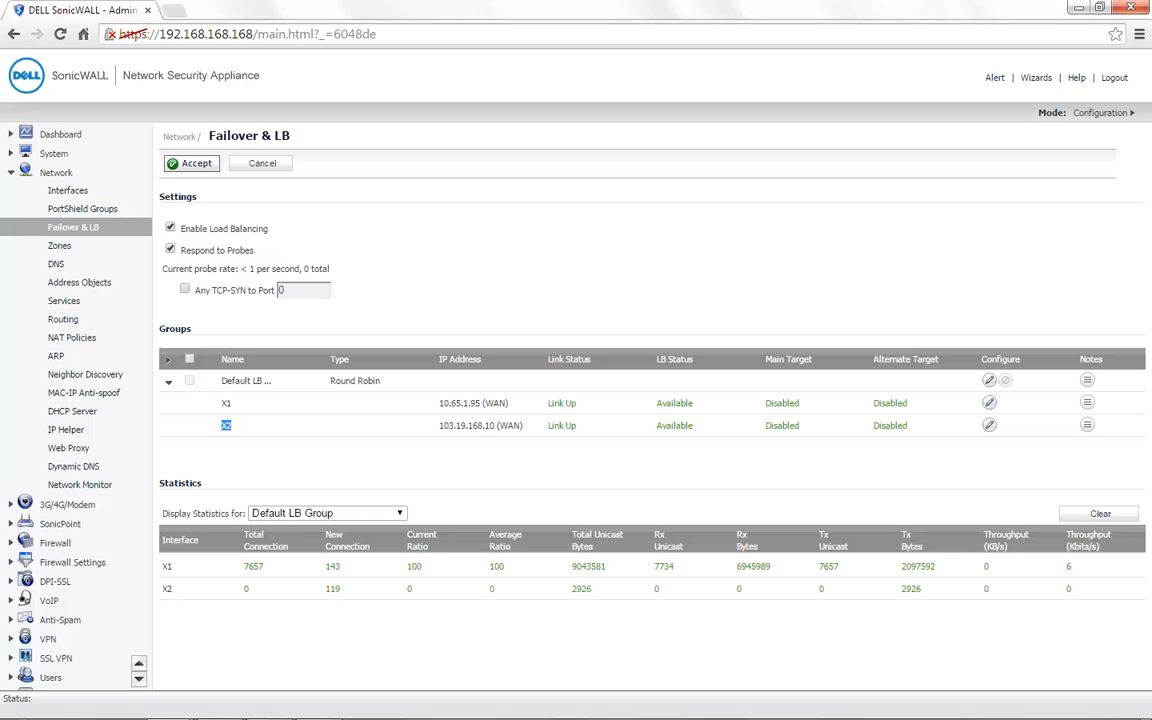 DELL SonicWALL - Admin
https://192.168.168.168/main.html?_=6048de
DELL SonicWALL | Network Security Appliance
Alert | Wizards | Help | Logout
Mode: Configuration
Dashboard
System
Network
Interfaces
PortShield Groups
Failover & LB
Zones
DNS
Address Objects
Services
Routing
NAT Policies
ARP
Neighbor Discovery
MAC-IP Anti-spoof
DHCP Server
IP Helper
Web Proxy
Dynamic DNS
Network Monitor
3G/4G/Modem
SonicPoint
Firewall
Firewall Settings
DPI-SSL
VoIP
Anti-Spam
VPN
SSL VPN
Users
Network / Failover & LB
Accept Cancel
Settings
Enable Load Balancing
Respond to Probes
Current probe rate: < 1 per second, 0 total
Any TCP-SYN to Port 0
Groups
Name Type IP Address Link Status LB Status Main Target Alternate Target Configure Notes
Default LB ... Round Robin
X1 10.65.1.95 (WAN) Link Up Available Disabled Disabled
X2 103.19.168.10 (WAN) Link Up Available Disabled Disabled
Statistics
Display Statistics for: Default LB Group Clear
Interface Total Connection New Connection Current Ratio Average Ratio Total Unicast Bytes Rx Unicast Rx Bytes Tx Unicast Tx Bytes Throughput (KB/s) Throughput (Kbits/s)
X1 7657 143 100 100 9043581 7734 6945989 7657 2097592 0 6
X2 0 119 0 0 2926 0 0 0 2926 0 0
Status: